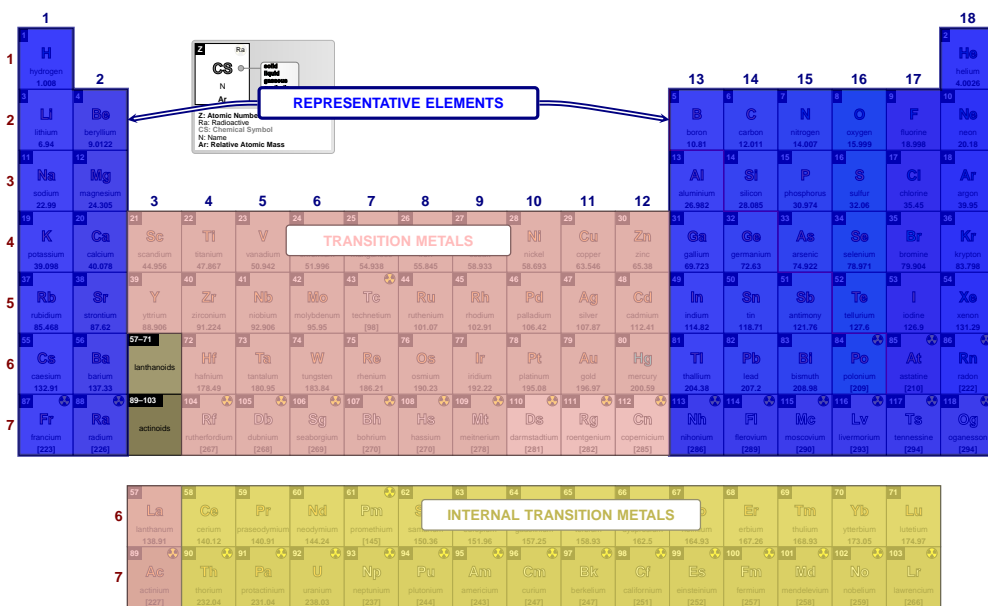 1 18
1 H hydrogen 1.008 2 He helium 4.0026
Z Ra
CS
N
Ar
solid
liquid
gaseous
Z: Atomic Number
Ra: Radioactive
CS: Chemical Symbol
N: Name
Ar: Relative Atomic Mass
REPRESENTATIVE ELEMENTS
2 13 14 15 16 17
1
2
3
4
5
6
7
3 Li lithium 6.94
4 Be beryllium 9.0122
5 B boron 10.81
6 C carbon 12.011
7 N nitrogen 14.007
8 O oxygen 15.999
9 F fluorine 18.998
10 Ne neon 20.18
11 Na sodium 22.99
12 Mg magnesium 24.305
13 Al aluminium 26.982
14 Si silicon 28.085
15 P phosphorus 30.974
16 S sulfur 32.06
17 Cl chlorine 35.45
18 Ar argon 39.95
3 4 5 6 7 8 9 10 11 12
TRANSITION METALS
19 K potassium 39.098
20 Ca calcium 40.078
21 Sc scandium 44.956
22 Ti titanium 47.867
23 V vanadium 50.942
24 51.996
25 54.938
26 55.845
27 58.933
28 Ni nickel 58.693
29 Cu copper 63.546
30 Zn zinc 65.38
31 Ga gallium 69.723
32 Ge germanium 72.63
33 As arsenic 74.922
34 Se selenium 78.971
35 Br bromine 79.904
36 Kr krypton 83.798
37 Rb rubidium 85.468
38 Sr strontium 87.62
39 Y yttrium 88.906
40 Zr zirconium 91.224
41 Nb niobium 92.906
42 Mo molybdenum 95.95
43 Tc technetium [98]
44 Ru ruthenium 101.07
45 Rh rhodium 102.91
46 Pd palladium 106.42
47 Ag silver 107.87
48 Cd cadmium 112.41
49 In indium 114.82
50 Sn tin 118.71
51 Sb antimony 121.76
52 Te tellurium 127.6
53 I iodine 126.9
54 Xe xenon 131.29
55 Cs caesium 132.91
56 Ba barium 137.33
57–71 lanthanoids
72 Hf hafnium 178.49
73 Ta tantalum 180.95
74 W tungsten 183.84
75 Re rhenium 186.21
76 Os osmium 190.23
77 Ir iridium 192.22
78 Pt platinum 195.08
79 Au gold 196.97
80 Hg mercury 200.59
81 Tl thallium 204.38
82 Pb lead 207.2
83 Bi bismuth 208.98
84 Po polonium [209]
85 At astatine [210]
86 Rn radon [222]
87 Fr francium [223]
88 Ra radium [226]
89–103 actinoids
104 Rf rutherfordium [267]
105 Db dubnium [268]
106 Sg seaborgium [269]
107 Bh bohrium [270]
108 Hs hassium [270]
109 Mt meitnerium [278]
110 Ds darmstadtium [281]
111 Rg roentgenium [282]
112 Cn copernicium [285]
113 Nh nihonium [286]
114 Fl flerovium [289]
115 Mc moscovium [290]
116 Lv livermorium [293]
117 Ts tennessine [294]
118 Og oganesson [294]
6
7
INTERNAL TRANSITION METALS
57 La lanthanum 138.91
58 Ce cerium 140.12
59 Pr praseodymium 140.91
60 Nd neodymium 144.24
61 Pm promethium [145]
62 150.36
63 151.96
64 157.25
65 158.93
66 162.5
67 164.93
68 Er erbium 167.26
69 Tm thulium 168.93
70 Yb ytterbium 173.05
71 Lu lutetium 174.97
89 Ac actinium [227]
90 Th thorium 232.04
91 Pa protactinium 231.04
92 U uranium 238.03
93 Np neptunium [237]
94 Pu plutonium [244]
95 Am americium [243]
96 Cm curium [247]
97 Bk berkelium [247]
98 Cf californium [251]
99 Es einsteinium [252]
100 Fm fermium [257]
101 Md mendelevium [258]
102 No nobelium [259]
103 Lr lawrencium [266]